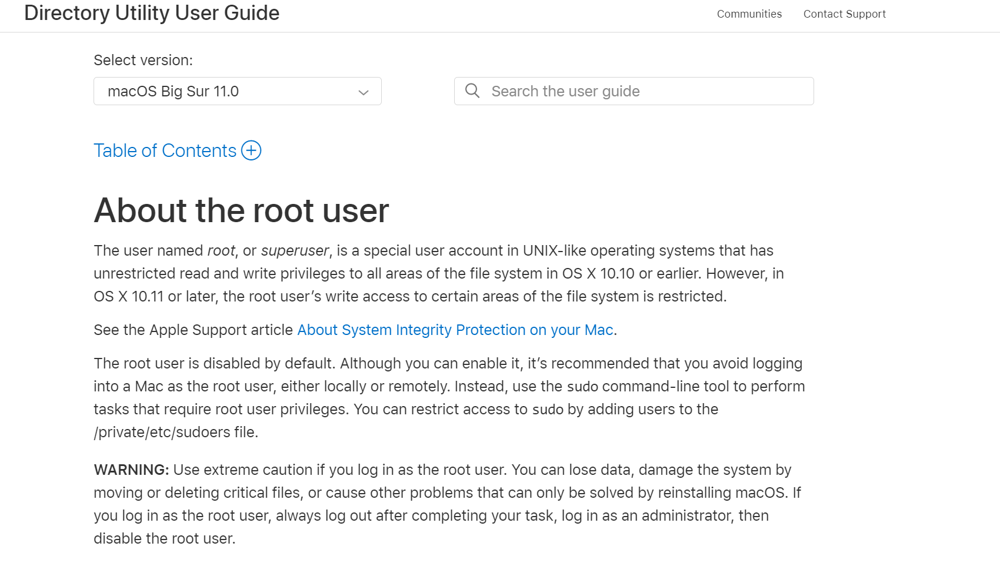 Directory Utility User Guide
Communities Contact Support
Select version:
macOS Big Sur 11.0
Search the user guide
Table of Contents
About the root user
The user named root, or superuser, is a special user account in UNIX-like operating systems that has
unrestricted read and write privileges to all areas of the file system in OS X 10.10 or earlier. However, in
OS X 10.11 or later, the root user’s write access to certain areas of the file system is restricted.
See the Apple Support article About System Integrity Protection on your Mac.
The root user is disabled by default. Although you can enable it, it’s recommended that you avoid logging
into a Mac as the root user, either locally or remotely. Instead, use the sudo command-line tool to perform
tasks that require root user privileges. You can restrict access to sudo by adding users to the
/private/etc/sudoers file.
WARNING: Use extreme caution if you log in as the root user. You can lose data, damage the system by
moving or deleting critical files, or cause other problems that can only be solved by reinstalling macOS. If
you log in as the root user, always log out after completing your task, log in as an administrator, then
disable the root user.